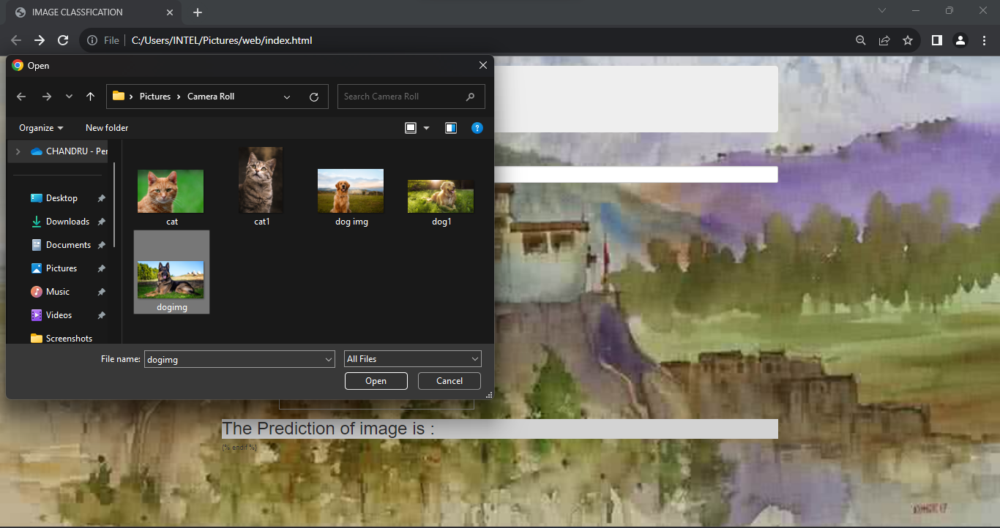 IMAGE CLASSFICATION
File
C:/Users/INTEL/Pictures/web/index.html
Open
Pictures
Camera Roll
Search Camera Roll
Organize
New folder
CHANDRU - Per
Desktop
Downloads
Documents
Pictures
Music
Videos
Screenshots
cat
cat1
dog img
dog1
dogimg
File name:
dogimg
All Files
Open
Cancel
The Prediction of image is :
{% endif %}